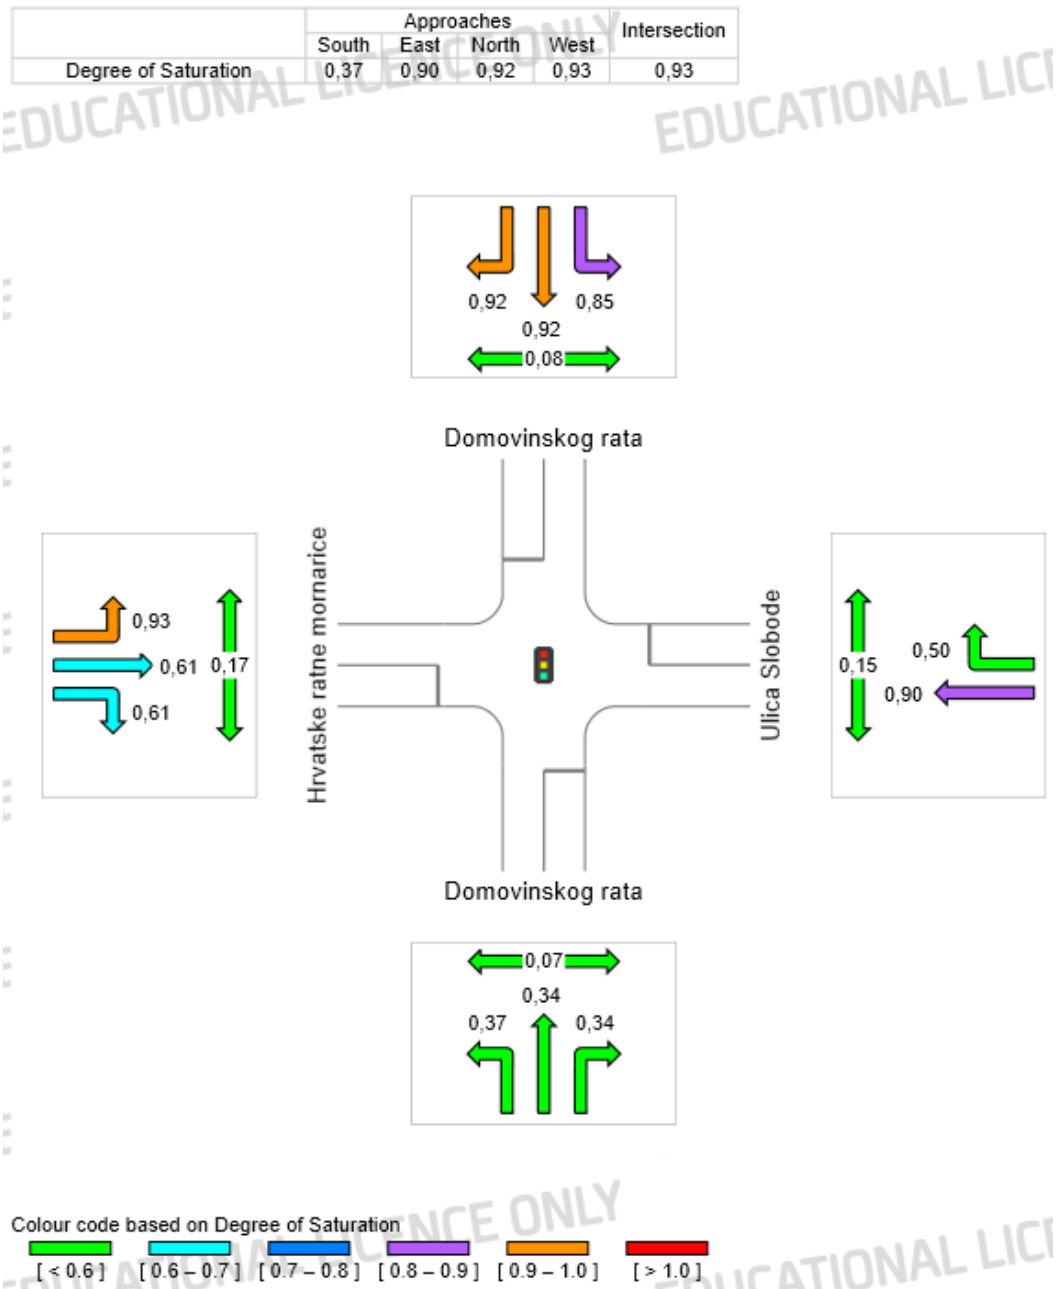 Approaches
Intersection
South East North West
Degree of Saturation 0,37 0,90 0,92 0,93 0,93
EDUCATIONAL LICENCE ONLY
EDUCATIONAL LICE
0,92 0,85
0,92
0,08
Domovinskog rata
Hrvatske ratne mornarice
Ulica Slobode
0,93
0,61
0,17
0,61
0,15
0,50
0,90
Domovinskog rata
0,07
0,34
0,37 0,34
Colour code based on Degree of Saturation
[ < 0.6 ] [ 0.6 – 0.7 ] [ 0.7 – 0.8 ] [ 0.8 – 0.9 ] [ 0.9 – 1.0 ] [ > 1.0 ]
EDUCATIONAL LICENCE ONLY
EDUCATIONAL LICE